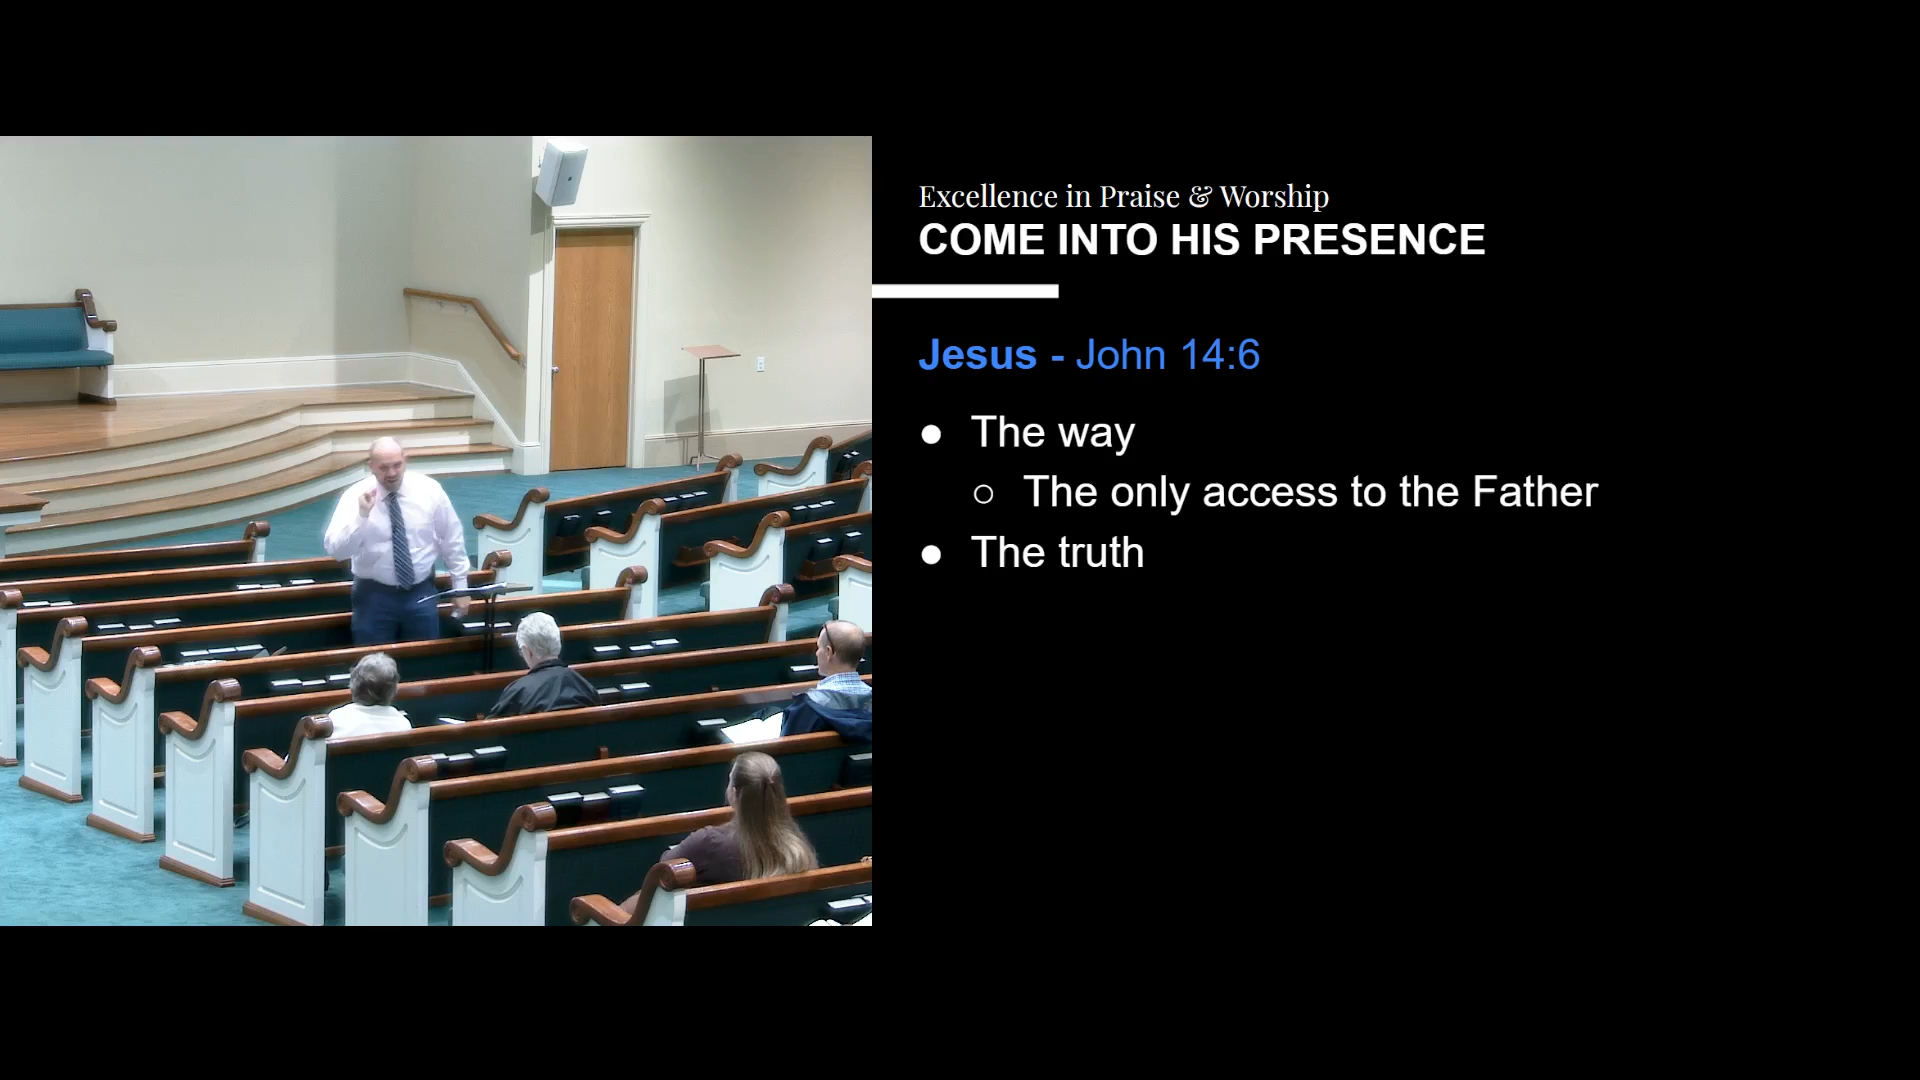 Excellence in Praise & Worship
COME INTO HIS PRESENCE
Jesus - John 14:6
● The way
○ The only access to the Father
● The truth